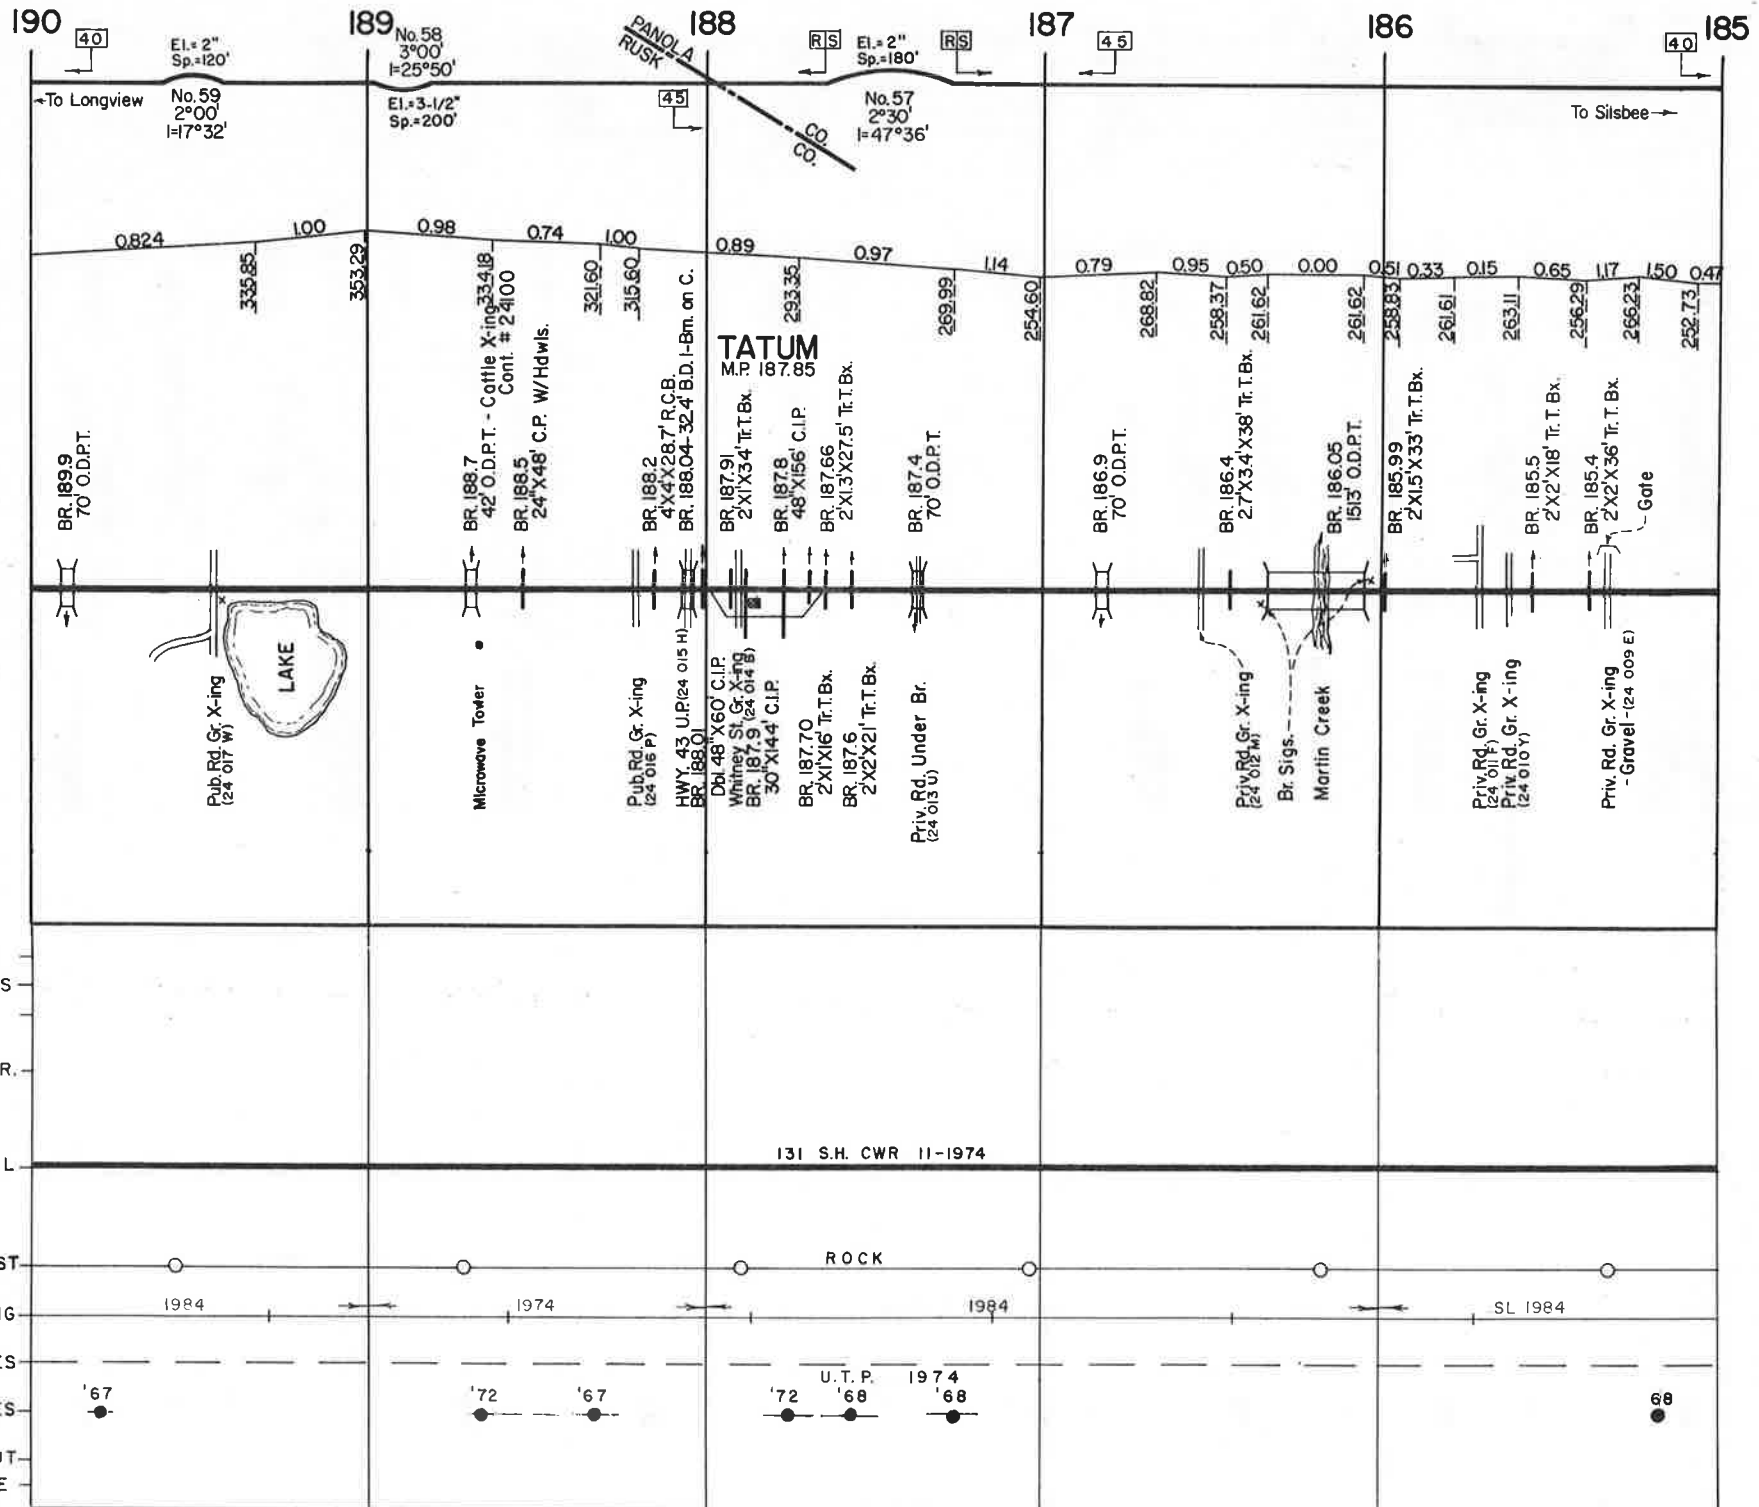 190
189
188
187
186
185
40
El.= 2"
Sp.=120'
No.58
3°00'
I=25°50'
PANOLA
RUSK
RS
El.= 2"
Sp.=180'
RS
45
40
←To Longview
No.59
2°00'
I=17°32'
El.=3-1/2"
Sp.=200'
45
CO.
CO.
No.57
2°30'
I=47°36'
To Silsbee→
0.824
1.00
0.98
0.74
1.00
0.89
0.97
1.14
0.79
0.95
0.50
0.00
0.51
0.33
0.15
0.65
1.17
1.50
0.47
335.85
353.29
334.18
321.60
315.60
293.35
269.99
254.60
268.82
258.37
261.62
261.62
258.83
261.61
263.11
256.29
266.23
252.73
TATUM
M.P. 187.85
BR. 189.9
70' O.D.P.T.
BR. 188.7
42' O.D.P.T. - Cattle X-ing
Cont. # 24100
BR. 188.5
24"X48' C.P. W/Hdwls.
BR. 188.2
4'X4'X28.7' R.C.B.
BR. 188.04-32.4' B.D. I-Bm. on C.
BR. 187.91
2'X1'X34' Tr. T. Bx.
BR. 187.8
48"X156' C.I.P.
BR. 187.66
2'X1.3'X27.5' Tr. T. Bx.
BR. 187.4
70' O.D.P.T.
BR. 186.9
70' O.D.P.T.
BR. 186.4
2.7'X3.4'X38' Tr. T. Bx.
BR. 186.05
1513' O.D.P.T.
BR. 185.99
2'X1.5'X33' Tr. T. Bx.
BR. 185.5
2'X2'X18' Tr. T. Bx.
BR. 185.4
2'X2'X36' Tr. T. Bx.
Gate
Pub. Rd. Gr. X-ing
(24 017 W)
LAKE
Microwave Tower
Pub. Rd. Gr. X-ing
(24 016 P)
HWY. 43 U.P. (24 015 H)
BR. 188.01
Dbl. 48"X60' C.I.P.
Whitney St. Gr. X-ing
(24 014 B)
BR. 187.9
30"X144' C.I.P.
BR. 187.70
2'X1'X16' Tr. T. Bx.
BR. 187.6
2'X2'X21' Tr. T. Bx.
Priv. Rd. Under Br.
(24 013 U)
Priv. Rd. Gr. X-ing
(24 012 M)
Br. Sigs.
Martin Creek
Priv. Rd. Gr. X-ing
(24 011 F)
Priv. Rd. Gr. X-ing
(24 010 Y)
Priv. Rd. Gr. X-ing
- Gravel - (24 009 E)
S
R.
L
131 S.H. CWR 11-1974
ST
ROCK
IG
1984
1974
1984
SL 1984
ES
U.T.P. 1974
ES
'67
'72
'67
'72
'68
'68
68
UT
E